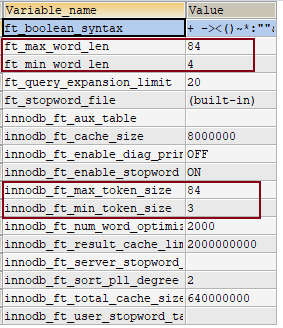 Variable_name Value
ft_boolean_syntax + -><()~*:""&
ft_max_word_len 84
ft_min_word_len 4
ft_query_expansion_limit 20
ft_stopword_file (built-in)
innodb_ft_aux_table
innodb_ft_cache_size 8000000
innodb_ft_enable_diag_prin OFF
innodb_ft_enable_stopword ON
innodb_ft_max_token_size 84
innodb_ft_min_token_size 3
innodb_ft_num_word_optimiz 2000
innodb_ft_result_cache_lim 2000000000
innodb_ft_server_stopword_
innodb_ft_sort_pll_degree 2
innodb_ft_total_cache_size 640000000
innodb_ft_user_stopword_ta